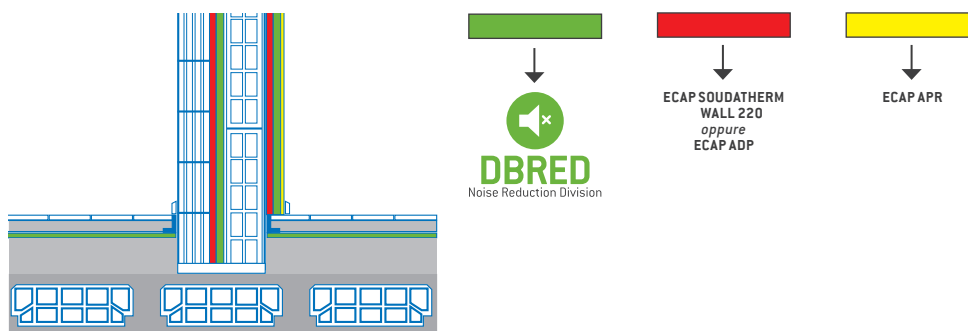 DBRED
Noise Reduction Division
ECAP SOUDATHERM
WALL 220
oppure
ECAP ADP
ECAP APR